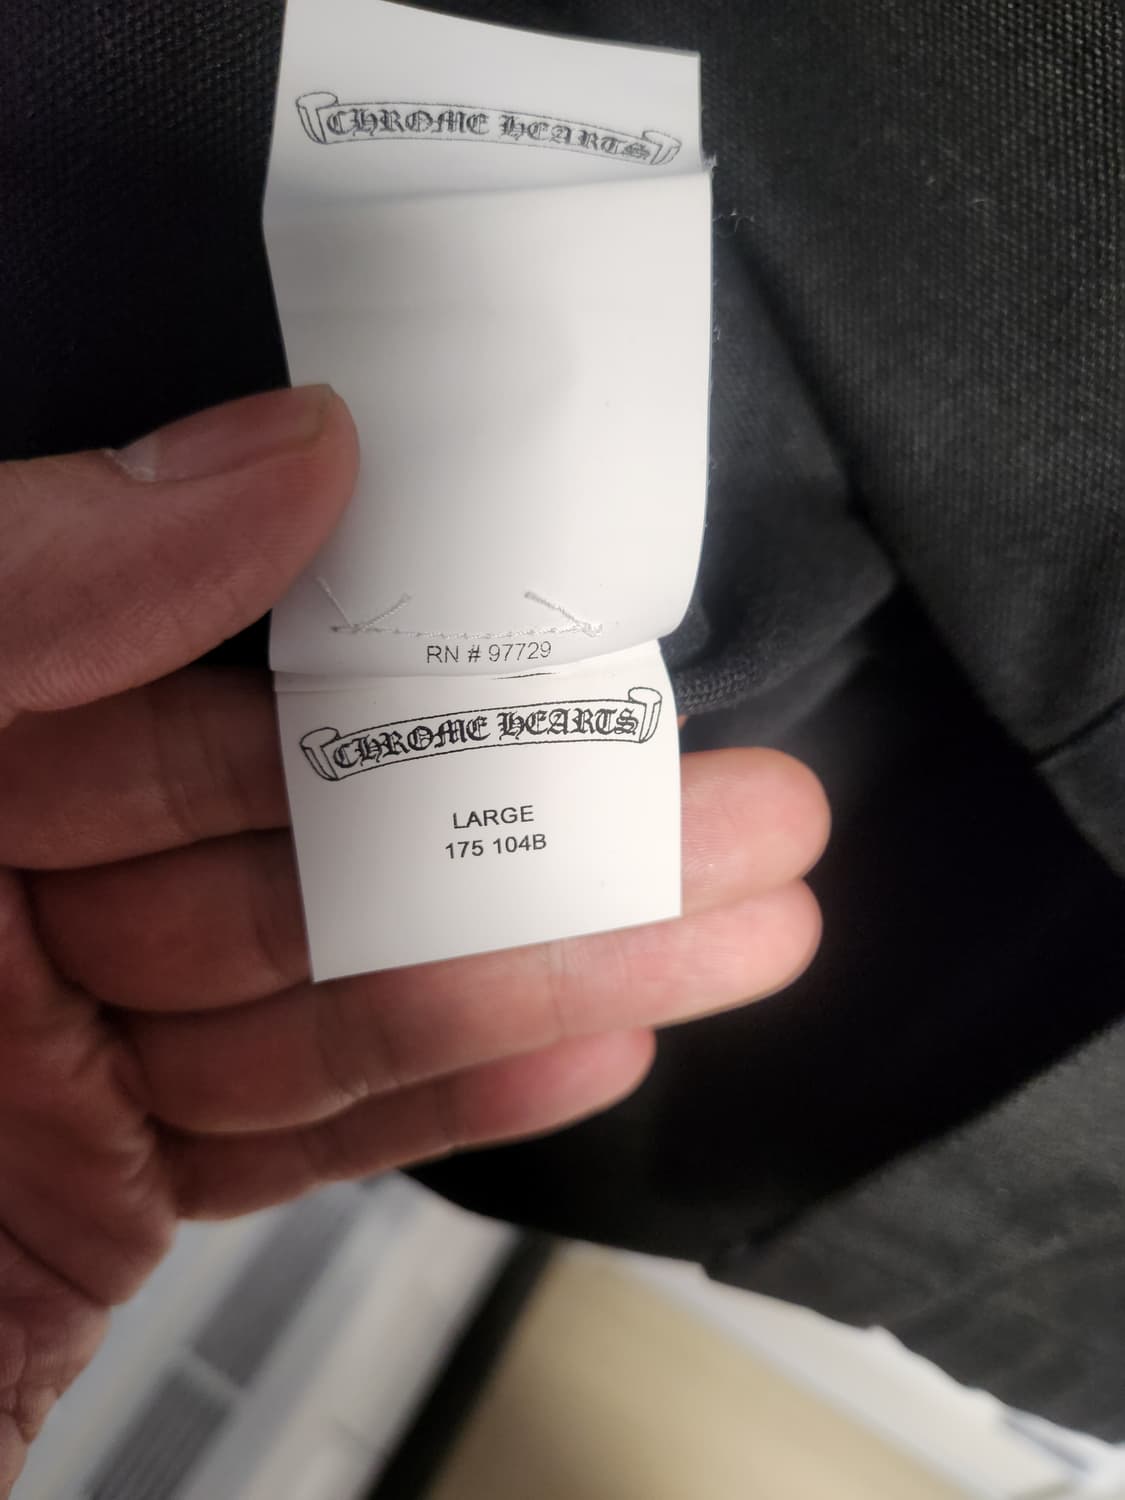 CHROME HEARTS
RN # 97729
CHROME HEARTS
LARGE
175 104B